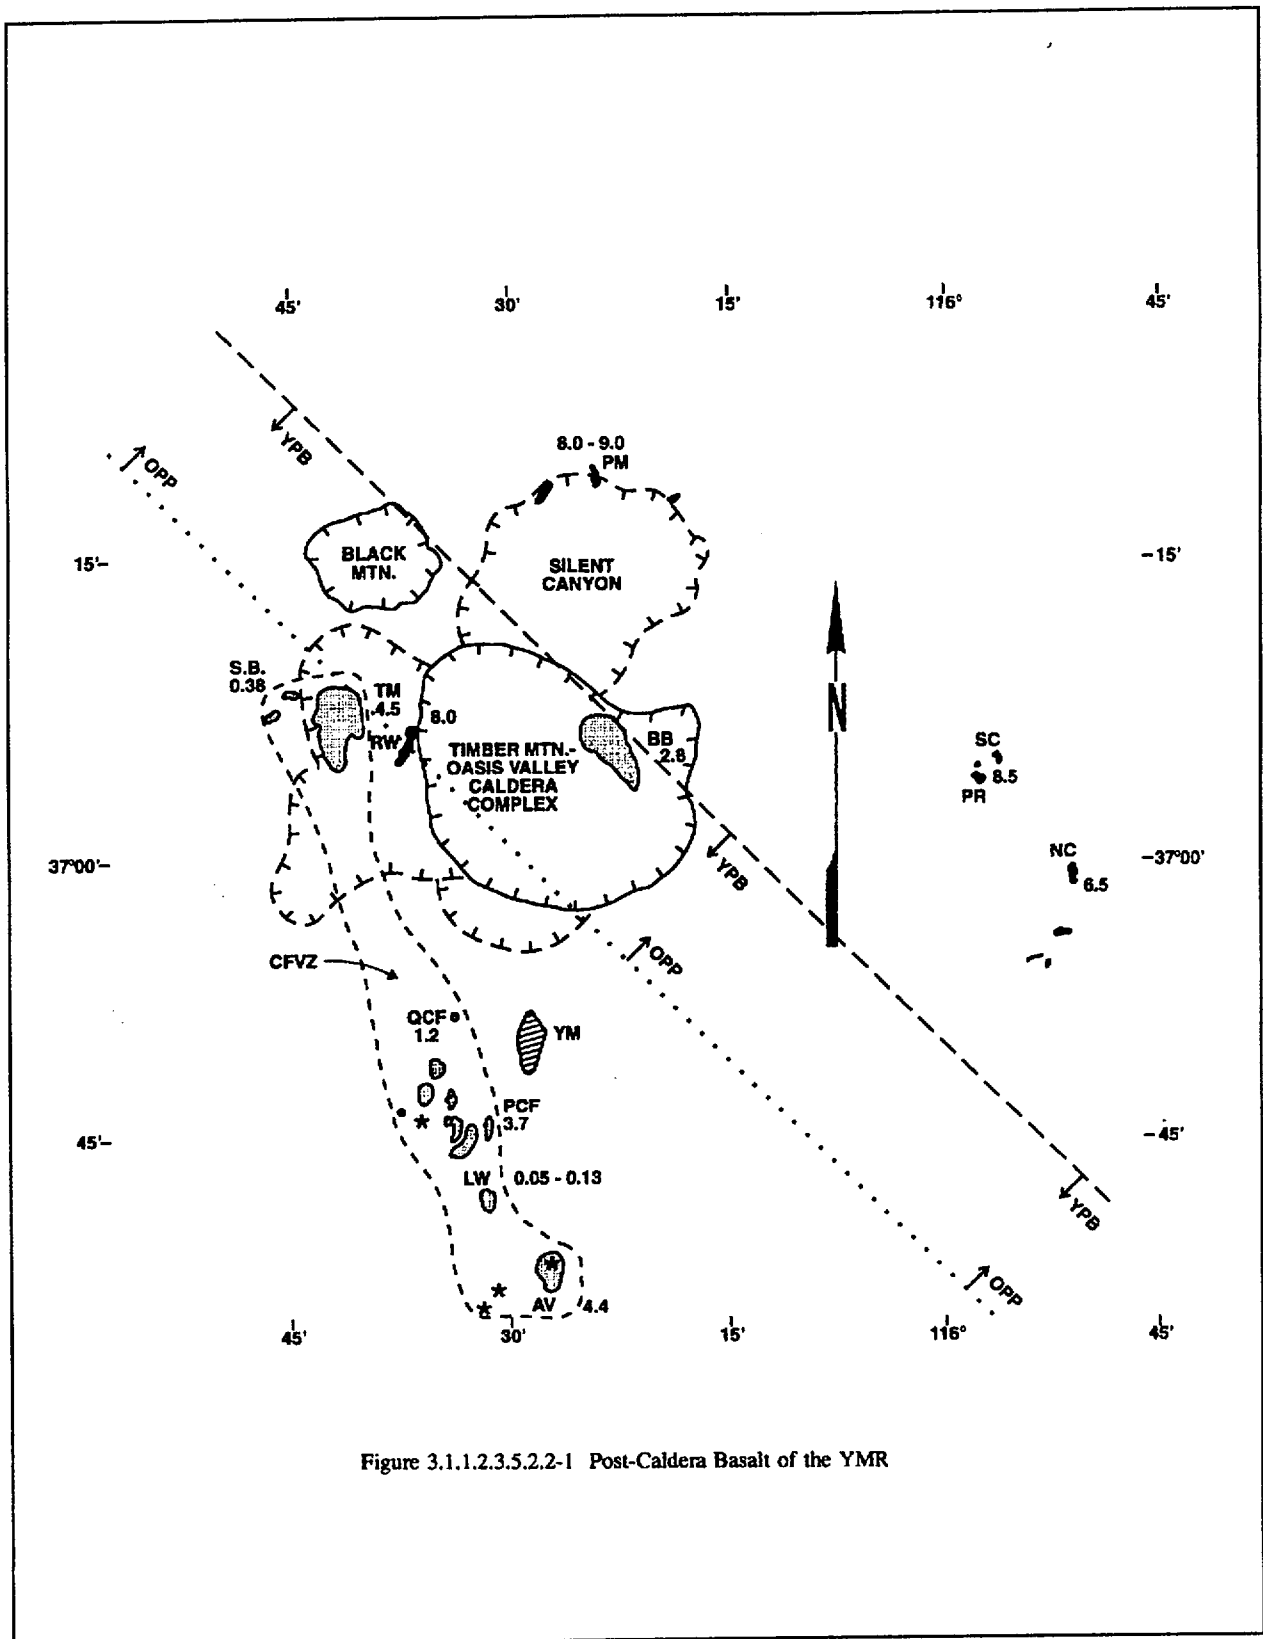 45'
30'
15'
116°
45'
YPB
OPP
8.0 - 9.0
PM
BLACK
MTN.
SILENT
CANYON
15'-
-15'
S.B.
0.38
TM
4.5
8.0
RW
TIMBER MTN.-
OASIS VALLEY
CALDERA
COMPLEX
BB
2.8
N
SC
8.5
PR
37°00'-
-37°00'
NC
6.5
YPB
OPP
CFVZ
QCF
1.2
YM
PCF
3.7
45'-
-45'
LW 0.05 - 0.13
YPB
OPP
AV
4.4
45'
30'
15'
116°
45'
Figure 3.1.1.2.3.5.2.2-1 Post-Caldera Basalt of the YMR